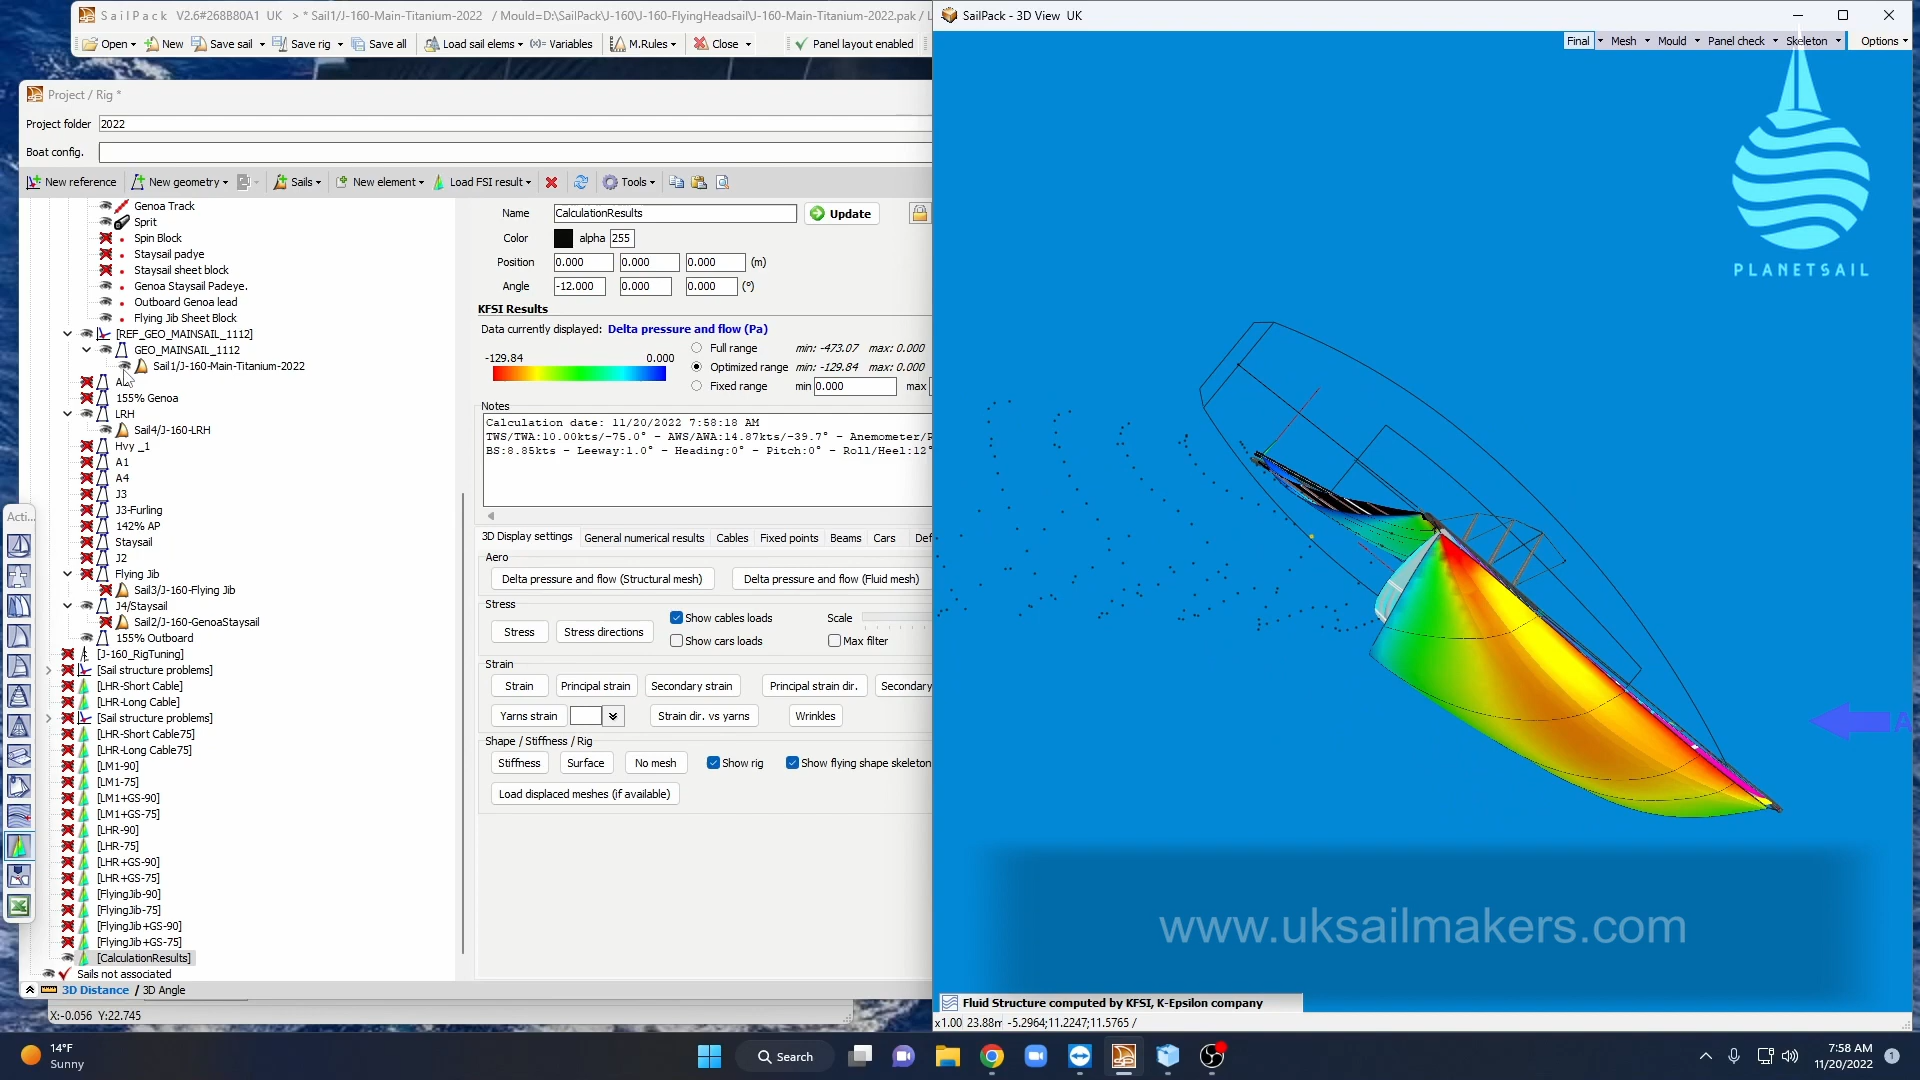 SailPack V2.6#268B80A1 UK > * Sail1/J-160-Main-Titanium-2022 / Mould=D:\SailPack\J-160\J-160-FlyingHeadsail\J-160-Main-Titanium-2022.pak / L
Open New Save sail Save rig Save all Load sail elems (x)= Variables M.Rules Close Panel layout enabled
SailPack - 3D View UK
Final Mesh Mould Panel check Skeleton Options
PLANETSAIL
Project / Rig *
Project folder 2022
Boat config.
New reference New geometry Sails New element Load FSI result Tools
Genoa Track
Sprit
Spin Block
Staysail padye
Staysail sheet block
Genoa Staysail Padeye.
Outboard Genoa lead
Flying Jib Sheet Block
[REF_GEO_MAINSAIL_1112]
GEO_MAINSAIL_1112
Sail1/J-160-Main-Titanium-2022
155% Genoa
LRH
Sail4/J-160-LRH
Hvy _1
A1
A4
J3
J3-Furling
142% AP
Staysail
J2
Flying Jib
Sail3/J-160-Flying Jib
J4/Staysail
Sail2/J-160-GenoaStaysail
155% Outboard
[J-160_RigTuning]
[Sail structure problems]
[LHR-Short Cable]
[LHR-Long Cable]
[Sail structure problems]
[LHR-Short Cable75]
[LHR-Long Cable75]
[LM1-90]
[LM1-75]
[LM1+GS-90]
[LM1+GS-75]
[LHR-90]
[LHR-75]
[LHR+GS-90]
[LHR+GS-75]
[FlyingJib-90]
[FlyingJib-75]
[FlyingJib+GS-90]
[FlyingJib+GS-75]
[CalculationResults]
Sails not associated
3D Distance / 3D Angle
X:-0.056 Y:22.745
Acti...
Name CalculationResults Update
Color alpha 255
Position 0.000 0.000 0.000 (m)
Angle -12.000 0.000 0.000 (°)
KFSI Results
Data currently displayed: Delta pressure and flow (Pa)
-129.84 0.000
Full range min: -473.07 max: 0.000
Optimized range min: -129.84 max: 0.000
Fixed range min 0.000 max
Notes
Calculation date: 11/20/2022 7:58:18 AM
TWS/TWA:10.00kts/-75.0° - AWS/AWA:14.87kts/-39.7° - Anemometer/R
BS:8.85kts - Leeway:1.0° - Heading:0° - Pitch:0° - Roll/Heel:12°
3D Display settings General numerical results Cables Fixed points Beams Cars Def
Aero
Delta pressure and flow (Structural mesh) Delta pressure and flow (Fluid mesh)
Stress
Stress Stress directions Show cables loads Scale
Show cars loads Max filter
Strain
Strain Principal strain Secondary strain Principal strain dir. Secondary
Yarns strain Strain dir. vs yarns Wrinkles
Shape / Stiffness / Rig
Stiffness Surface No mesh Show rig Show flying shape skeleton
Load displaced meshes (if available)
A
www.uksailmakers.com
Fluid Structure computed by KFSI, K-Epsilon company
x1.00 23.88m -5.2964;11.2247;11.5765 /
14°F
Sunny
Search
7:58 AM
11/20/2022
1